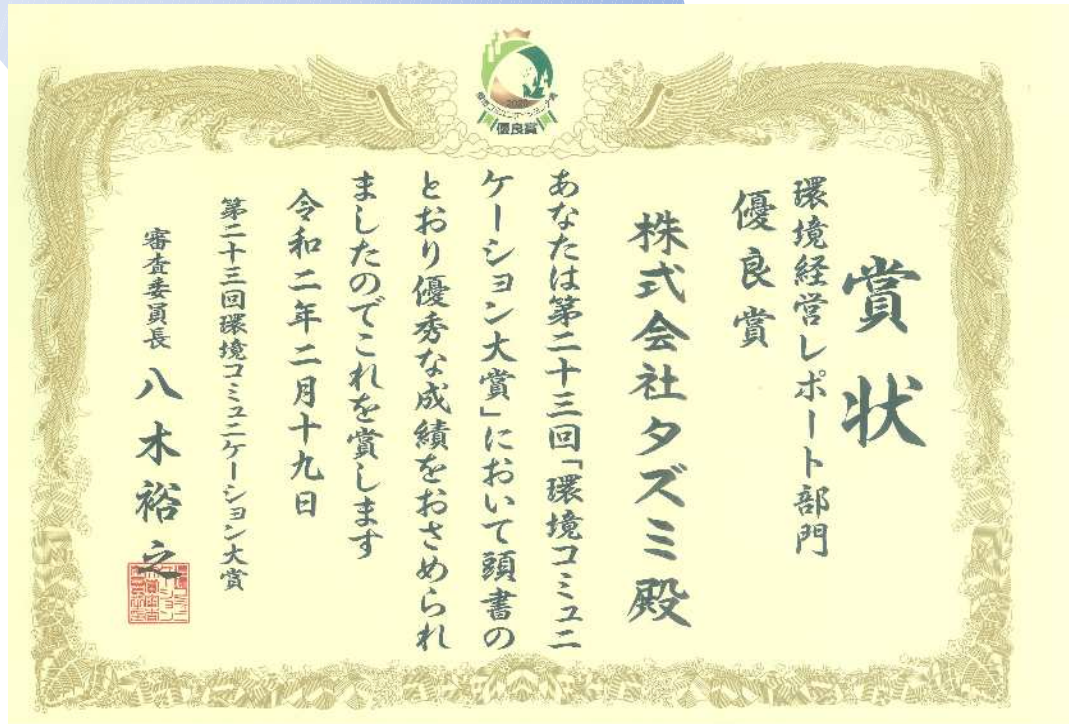 2020
優良賞
賞状
環境経営レポート部門
優良賞
株式会社タズミ殿
あなたは第二十三回「環境コミュニ
ケーション大賞」において頭書の
とおり優秀な成績をおさめられ
ましたのでこれを賞します
令和二年二月十九日
第二十三回環境コミュニケーション大賞
審査委員長 八木裕之